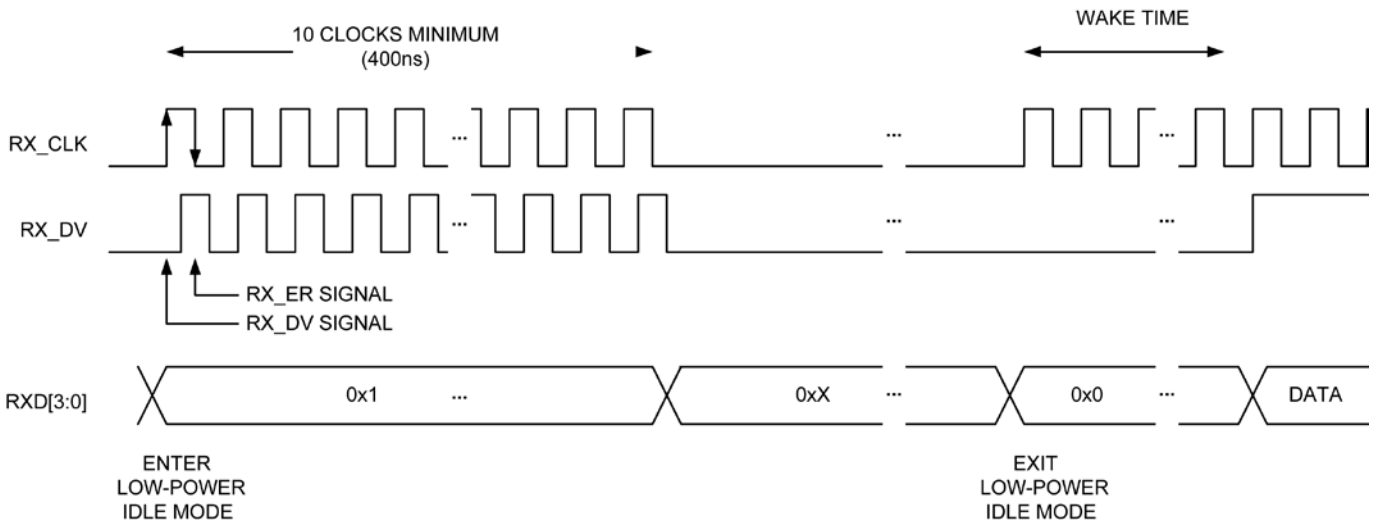 WAKE TIME
10 CLOCKS MINIMUM
(400ns)
RX_CLK
...
...
...
RX_DV
...
...
...
RX_ER SIGNAL
RX_DV SIGNAL
RXD[3:0]
0x1 ...
0xX ...
0x0 ...
DATA
ENTER
LOW-POWER
IDLE MODE
EXIT
LOW-POWER
IDLE MODE